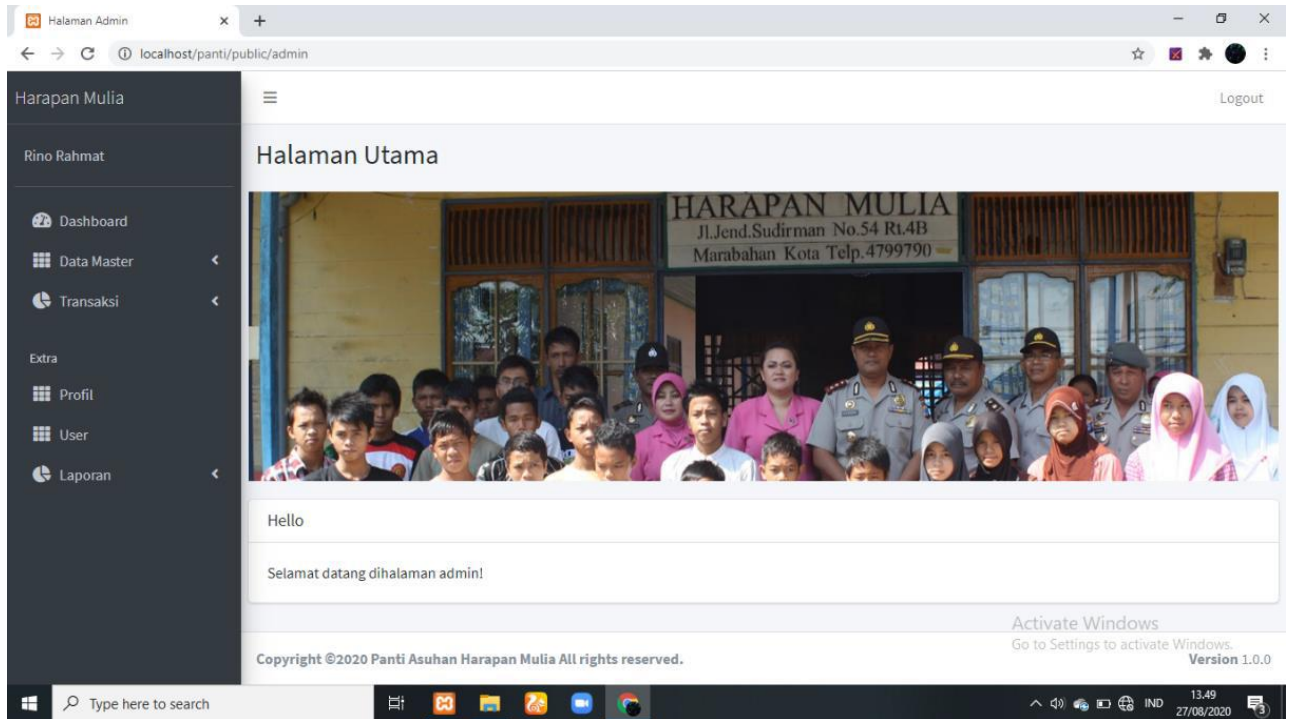 Halaman Admin
localhost/panti/public/admin
Harapan Mulia
Logout
Rino Rahmat
Halaman Utama
Dashboard
Data Master
Transaksi
Extra
Profil
User
Laporan
HARAPAN MULIA
Jl.Jend.Sudirman No.54 Rt.4B
Marabahan Kota Telp.4799790
Hello
Selamat datang dihalaman admin!
Activate Windows
Go to Settings to activate Windows.
Copyright ©2020 Panti Asuhan Harapan Mulia All rights reserved.
Version 1.0.0
Type here to search
IND
13.49
27/08/2020
3